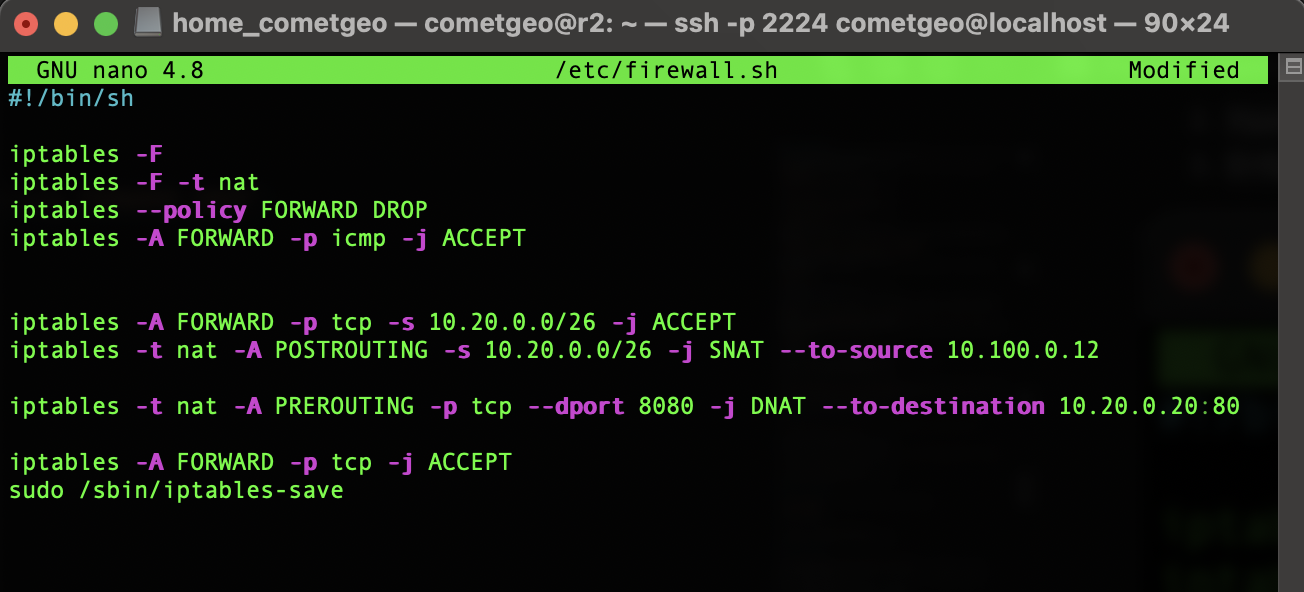 home_cometgeo — cometgeo@r2: ~ — ssh -p 2224 cometgeo@localhost — 90×24
GNU nano 4.8 /etc/firewall.sh Modified
#!/bin/sh
iptables -F
iptables -F -t nat
iptables --policy FORWARD DROP
iptables -A FORWARD -p icmp -j ACCEPT
iptables -A FORWARD -p tcp -s 10.20.0.0/26 -j ACCEPT
iptables -t nat -A POSTROUTING -s 10.20.0.0/26 -j SNAT --to-source 10.100.0.12
iptables -t nat -A PREROUTING -p tcp --dport 8080 -j DNAT --to-destination 10.20.0.20:80
iptables -A FORWARD -p tcp -j ACCEPT
sudo /sbin/iptables-save